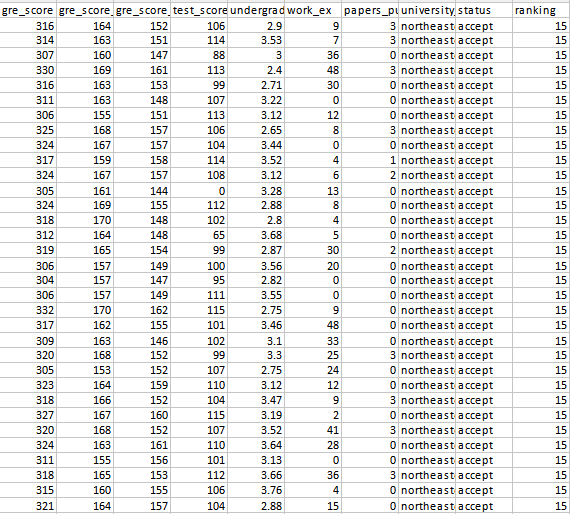 gre_score gre_score_ gre_score_ test_score undergrad work_ex papers_pu university_ status ranking
316 164 152 106 2.9 9 3 northeast accept 15
314 163 151 114 3.53 7 3 northeast accept 15
307 160 147 88 3 36 0 northeast accept 15
330 169 161 113 2.4 48 3 northeast accept 15
316 163 153 99 2.71 30 0 northeast accept 15
311 163 148 107 3.22 0 0 northeast accept 15
306 155 151 113 3.12 12 0 northeast accept 15
325 168 157 106 2.65 8 3 northeast accept 15
324 167 157 104 3.44 0 0 northeast accept 15
317 159 158 114 3.52 4 1 northeast accept 15
324 167 157 108 3.12 6 2 northeast accept 15
305 161 144 0 3.28 13 0 northeast accept 15
324 169 155 112 2.88 8 0 northeast accept 15
318 170 148 102 2.8 4 0 northeast accept 15
312 164 148 65 3.68 5 0 northeast accept 15
319 165 154 99 2.87 30 2 northeast accept 15
306 157 149 100 3.56 20 0 northeast accept 15
304 157 147 95 2.82 0 0 northeast accept 15
306 157 149 111 3.55 0 0 northeast accept 15
332 170 162 115 2.75 9 0 northeast accept 15
317 162 155 101 3.46 48 0 northeast accept 15
309 163 146 102 3.1 33 0 northeast accept 15
320 168 152 99 3.3 25 3 northeast accept 15
305 153 152 107 2.75 24 0 northeast accept 15
323 164 159 110 3.12 12 0 northeast accept 15
318 166 152 104 3.47 9 3 northeast accept 15
327 167 160 115 3.19 2 0 northeast accept 15
320 168 152 107 3.52 41 3 northeast accept 15
324 163 161 110 3.64 28 0 northeast accept 15
311 155 156 101 3.13 0 0 northeast accept 15
318 165 153 112 3.66 36 3 northeast accept 15
315 160 155 106 3.76 4 0 northeast accept 15
321 164 157 104 2.88 15 0 northeast accept 15